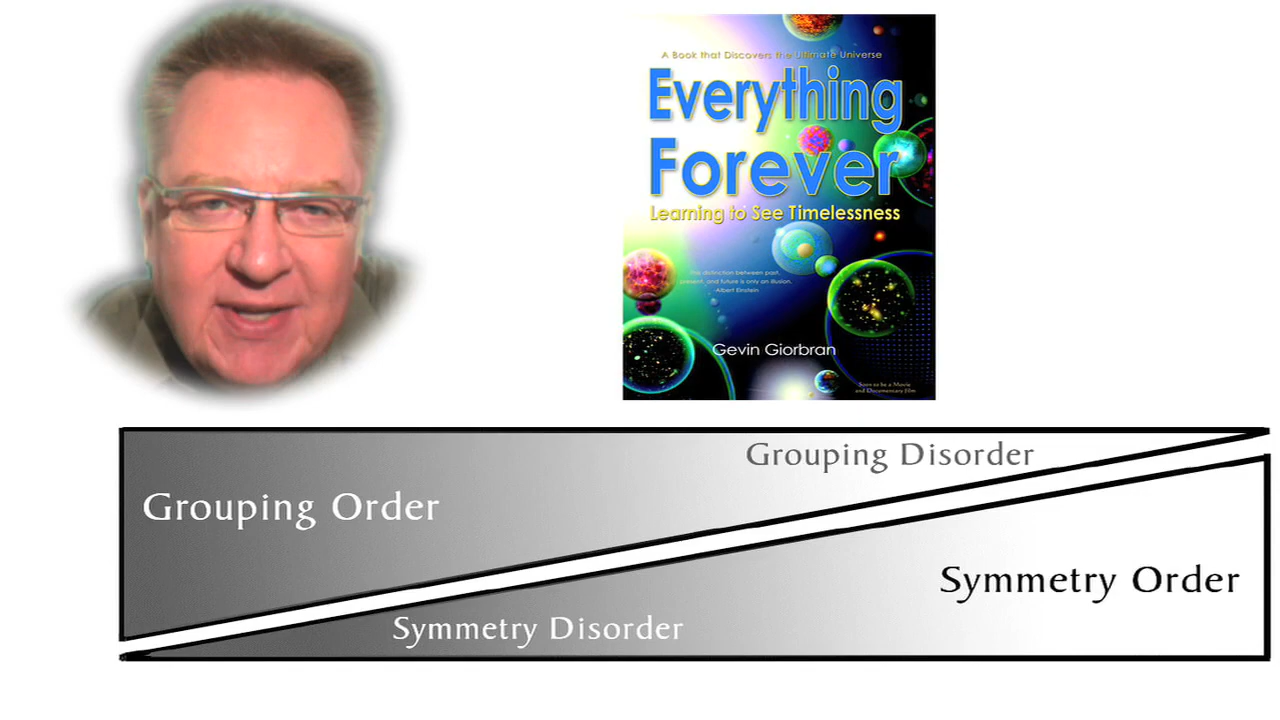 A Book that Discovers the Ultimate Universe
Everything
Forever
Learning to See Timelessness
The distinction between past,
present, and future is only an illusion.
Albert Einstein
Gevin Giorbran
Soon to be a Movie
and Documentary Film
Grouping Disorder
Grouping Order
Symmetry Order
Symmetry Disorder